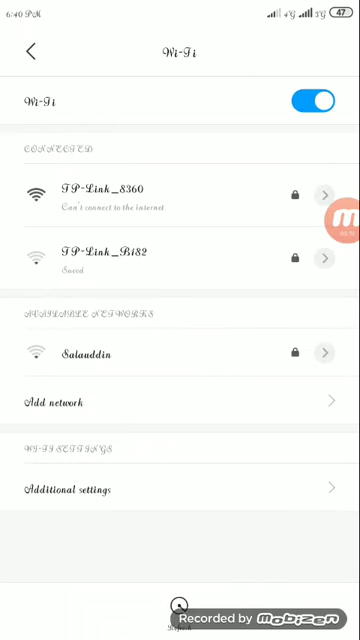 6:40 PM 4G 3G 47
Wi-Fi
Wi-Fi
CONNECTED
TP-Link_8360
Can't connect to the internet
TP-Link_B182
Saved
AVAILABLE NETWORKS
Salauddin
Add network
WI-FI SETTINGS
Additional settings
Refresh
Recorded by mobizen